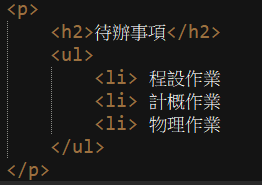 <p>
<h2>待辦事項</h2>
<ul>
<li> 程設作業
<li> 計概作業
<li> 物理作業
</ul>
</p>